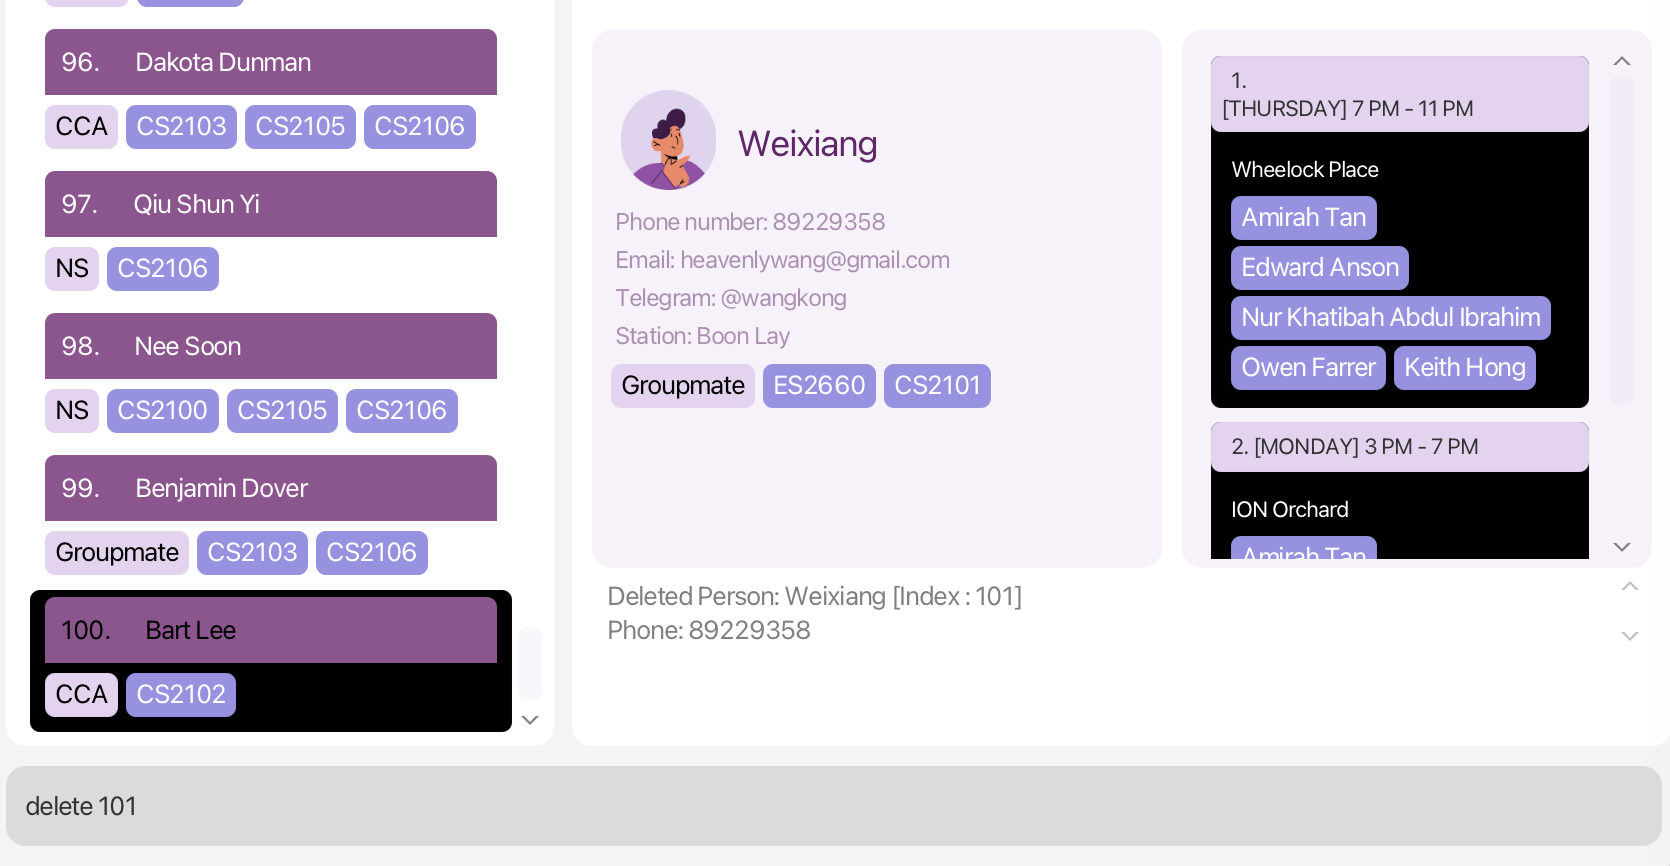 96. Dakota Dunman
CCA CS2103 CS2105 CS2106
97. Qiu Shun Yi
NS CS2106
98. Nee Soon
NS CS2100 CS2105 CS2106
99. Benjamin Dover
Groupmate CS2103 CS2106
100. Bart Lee
CCA CS2102
Weixiang
Phone number: 89229358
Email: heavenlywang@gmail.com
Telegram: @wangkong
Station: Boon Lay
Groupmate ES2660 CS2101
1.
[THURSDAY] 7 PM - 11 PM
Wheelock Place
Amirah Tan
Edward Anson
Nur Khatibah Abdul Ibrahim
Owen Farrer Keith Hong
2. [MONDAY] 3 PM - 7 PM
ION Orchard
Amirah Tan
Deleted Person: Weixiang [Index : 101]
Phone: 89229358
delete 101